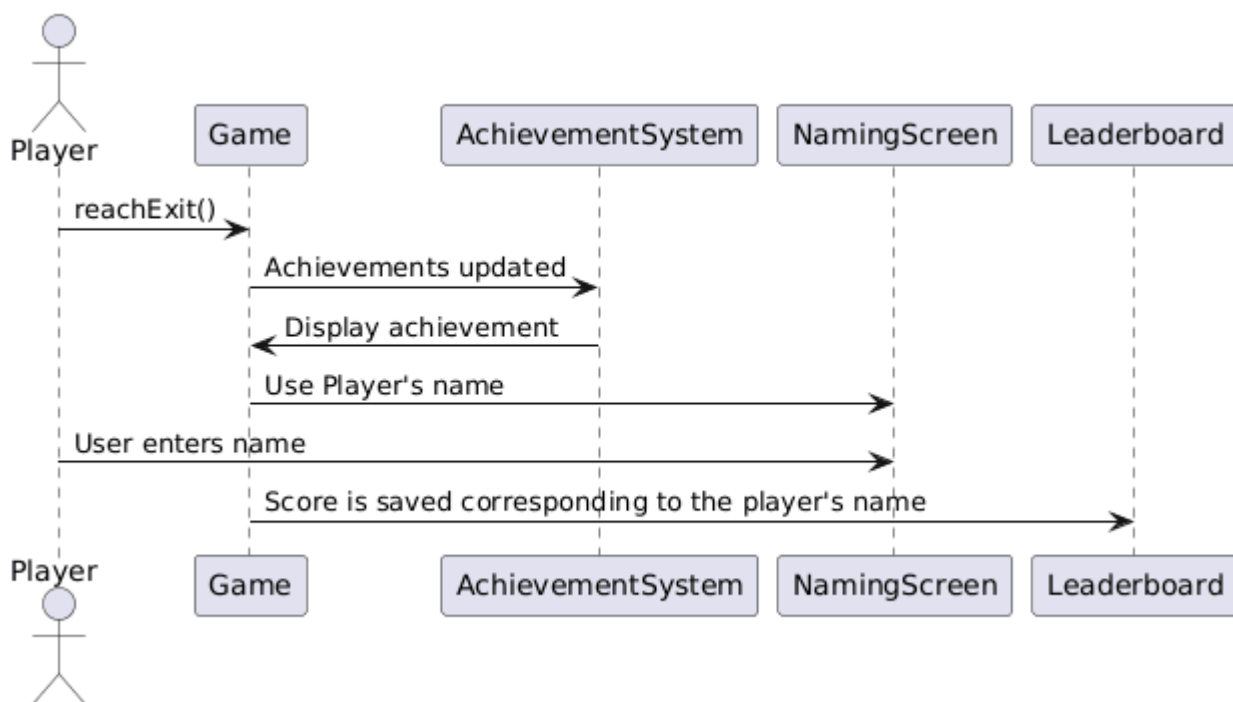 Player
Game
AchievementSystem
NamingScreen
Leaderboard
reachExit()
Achievements updated
Display achievement
Use Player's name
User enters name
Score is saved corresponding to the player's name
Player
Game
AchievementSystem
NamingScreen
Leaderboard